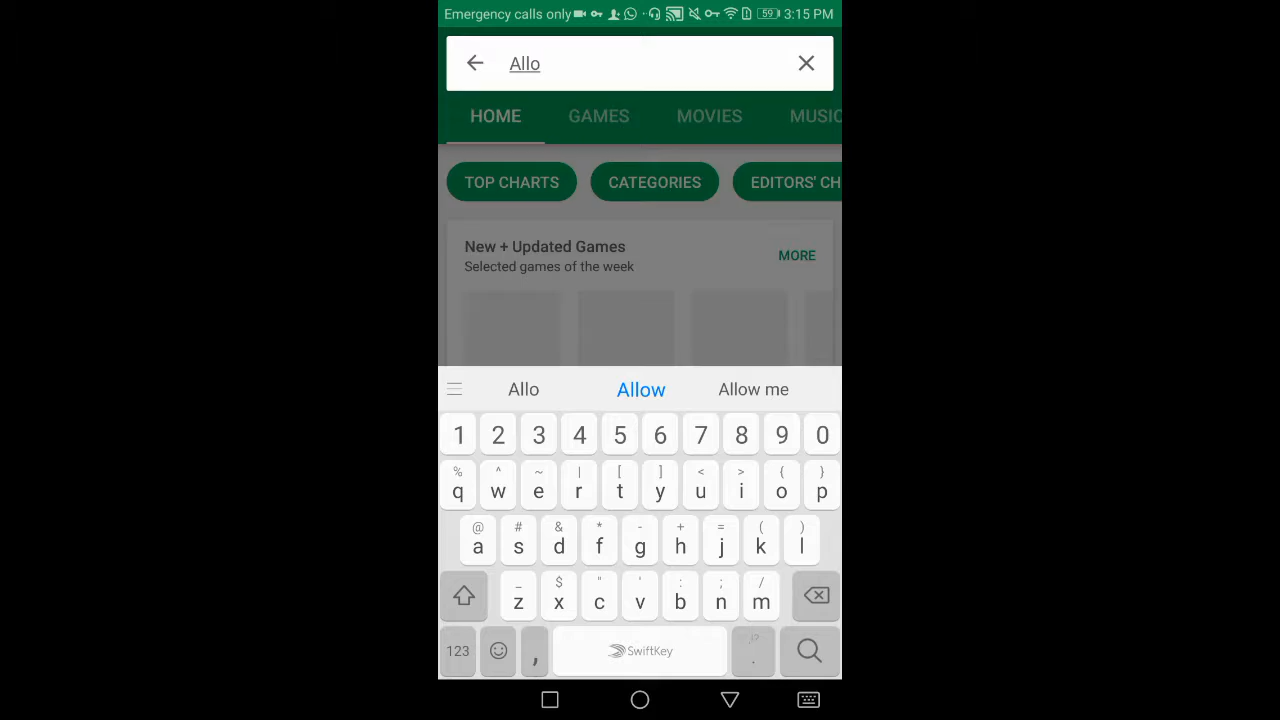 Emergency calls only 59 3:15 PM
Allo
HOME GAMES MOVIES MUSIC
TOP CHARTS CATEGORIES EDITORS' CH
New + Updated Games
MORE
Selected games of the week
Allo Allow Allow me
1 2 3 4 5 6 7 8 9 0
% ^ ~ | [ ] < > { }
q w e r t y u i o p
@ # & * - + = ( )
a s d f g h j k l
_ $ " ' : ; /
z x c v b n m
123 , SwiftKey ,!? .